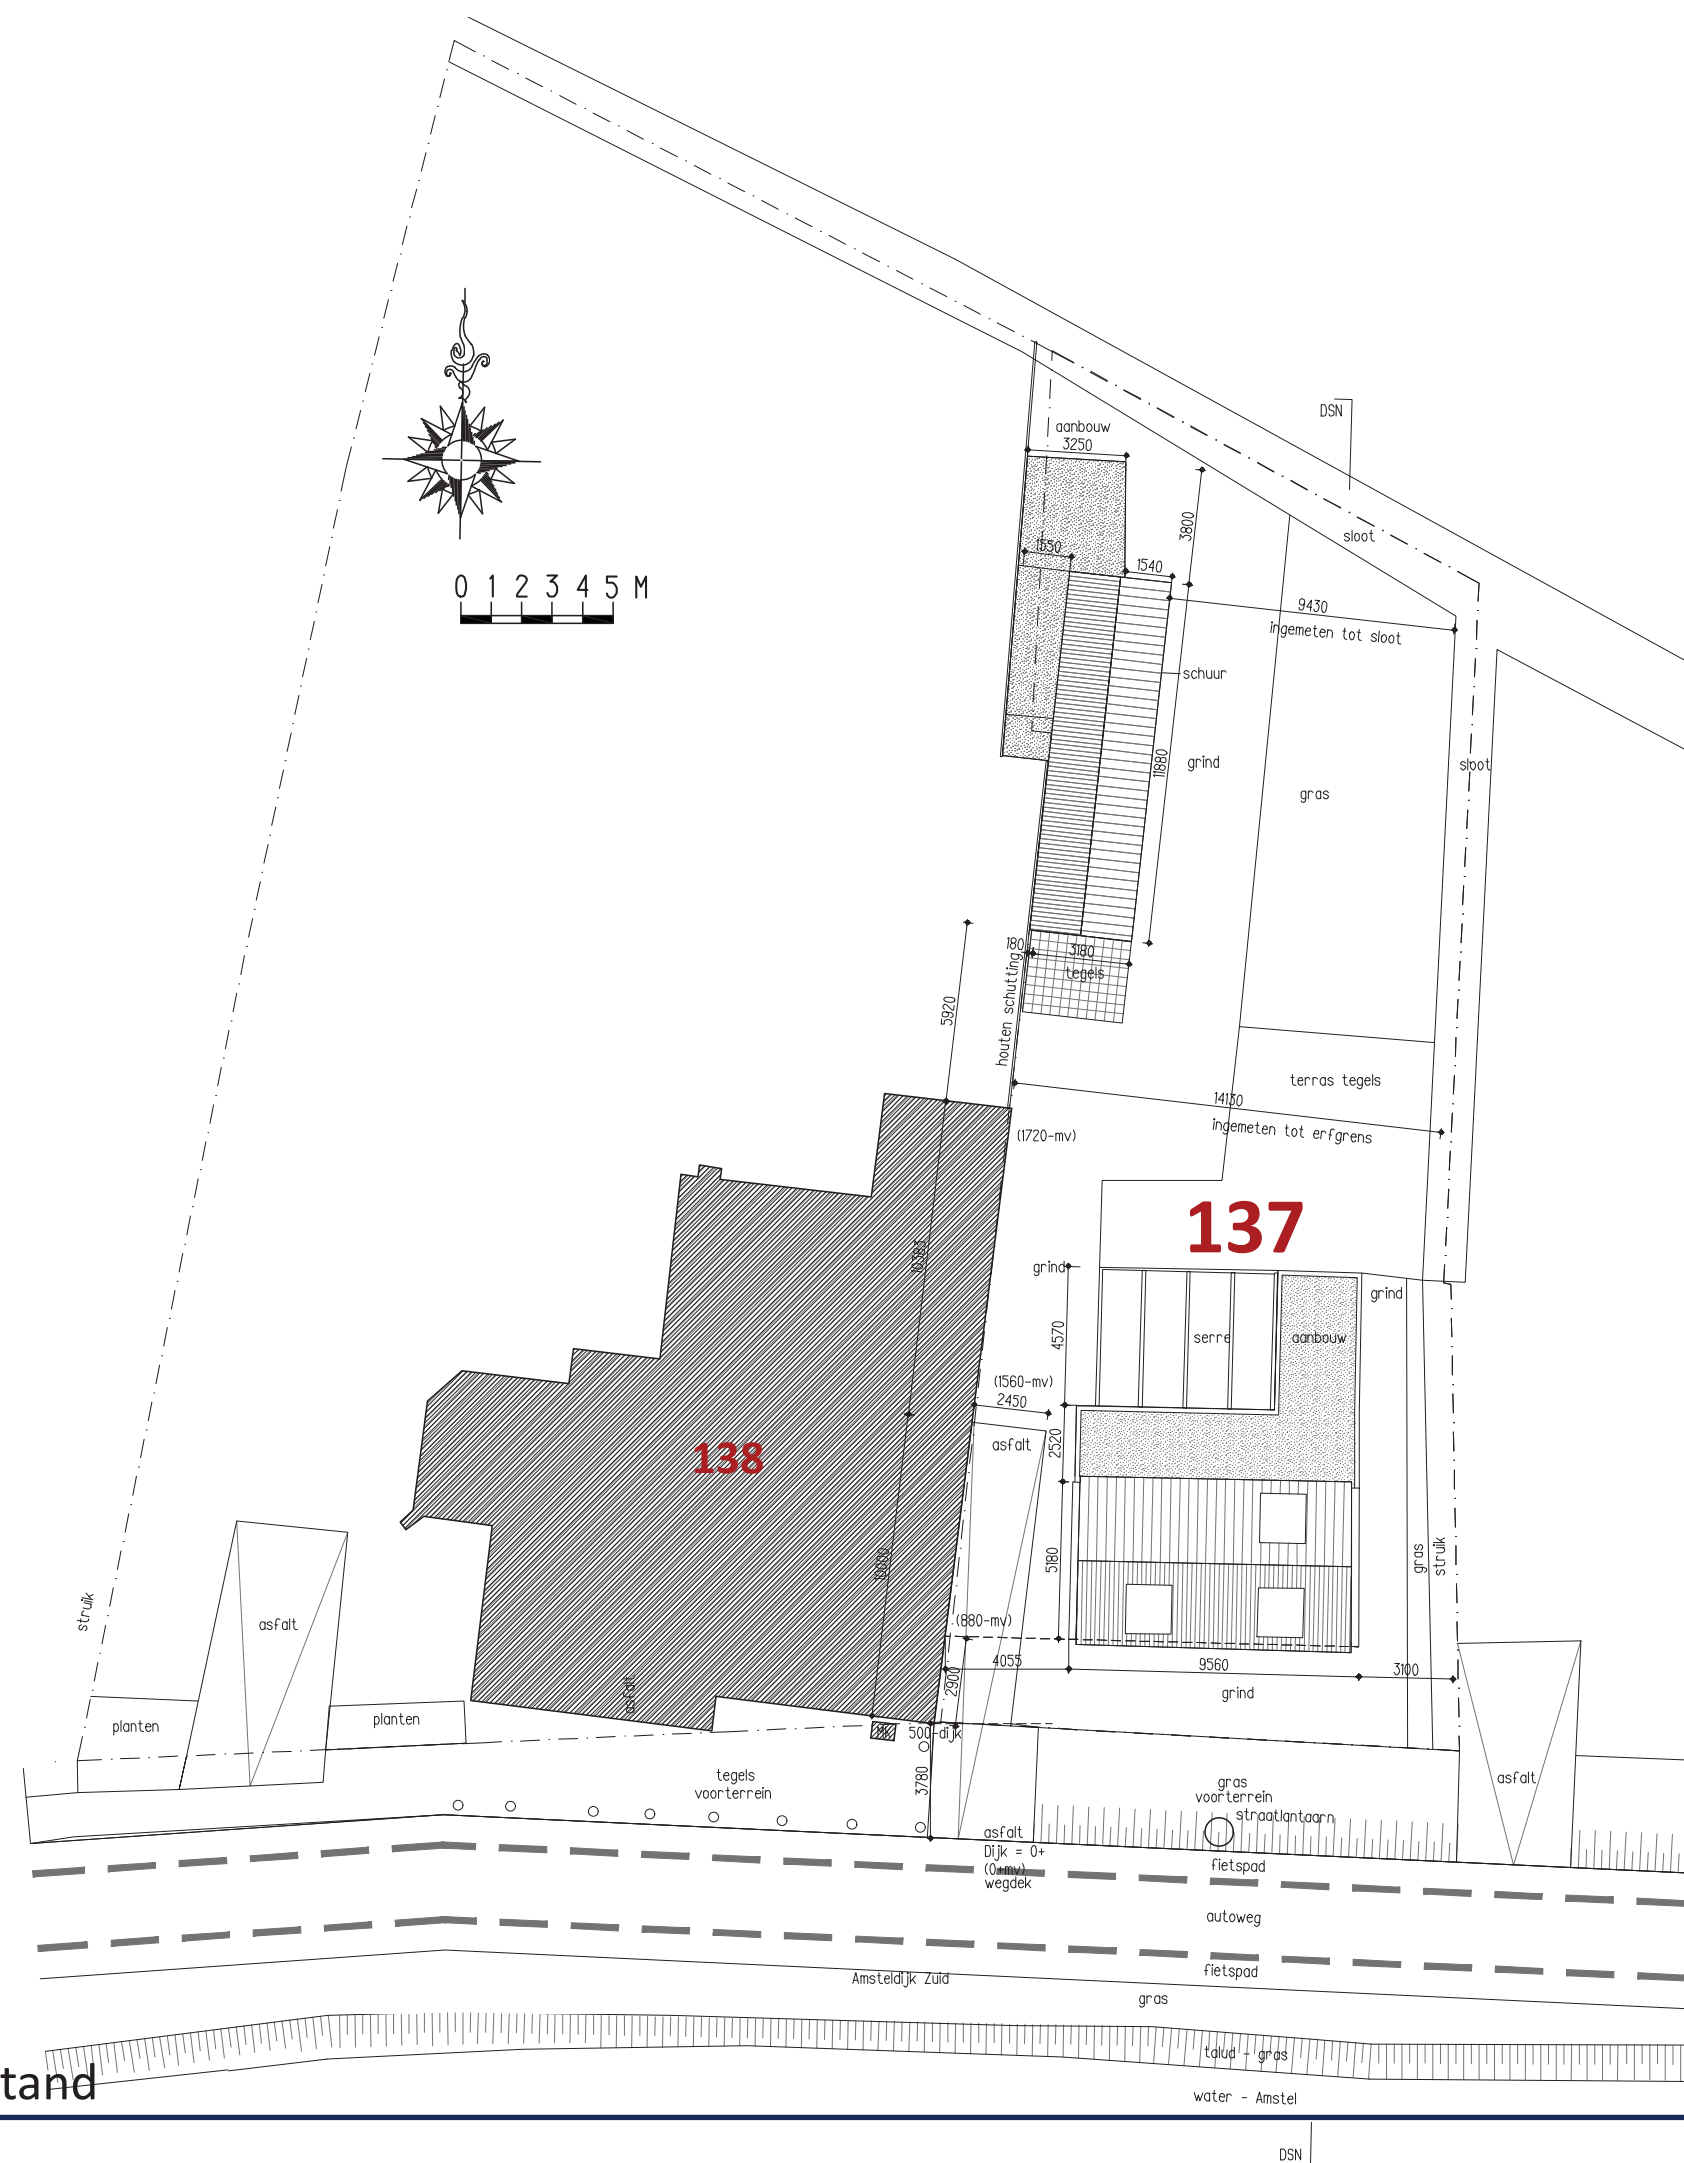 DSN
aanbouw
3250
3800
sloot
1550
1540
0 1 2 3 4 5 M
9430
ingemeten tot sloot
schuur
11880
grind
sloot
gras
180
3180
tegels
5920
houten schutting
terras tegels
14130
ingemeten tot erfgrens
(1720-mv)
137
10383
grind
grind
4570
serre
aanbouw
(1560-mv)
2450
asfalt
2520
138
10000
5180
gras
struik
struik
asfalt
(880-mv)
4055
9560
3100
2900
grind
asfalt
planten
planten
MK
500-dijk
tegels
voorterrein
3780
gras
voorterrein
straatlantaarn
asfalt
asfalt
Dijk = 0+
(0+mv)
wegdek
fietspad
autoweg
fietspad
Amsteldijk Zuid
gras
talud - gras
tand
water - Amstel
DSN